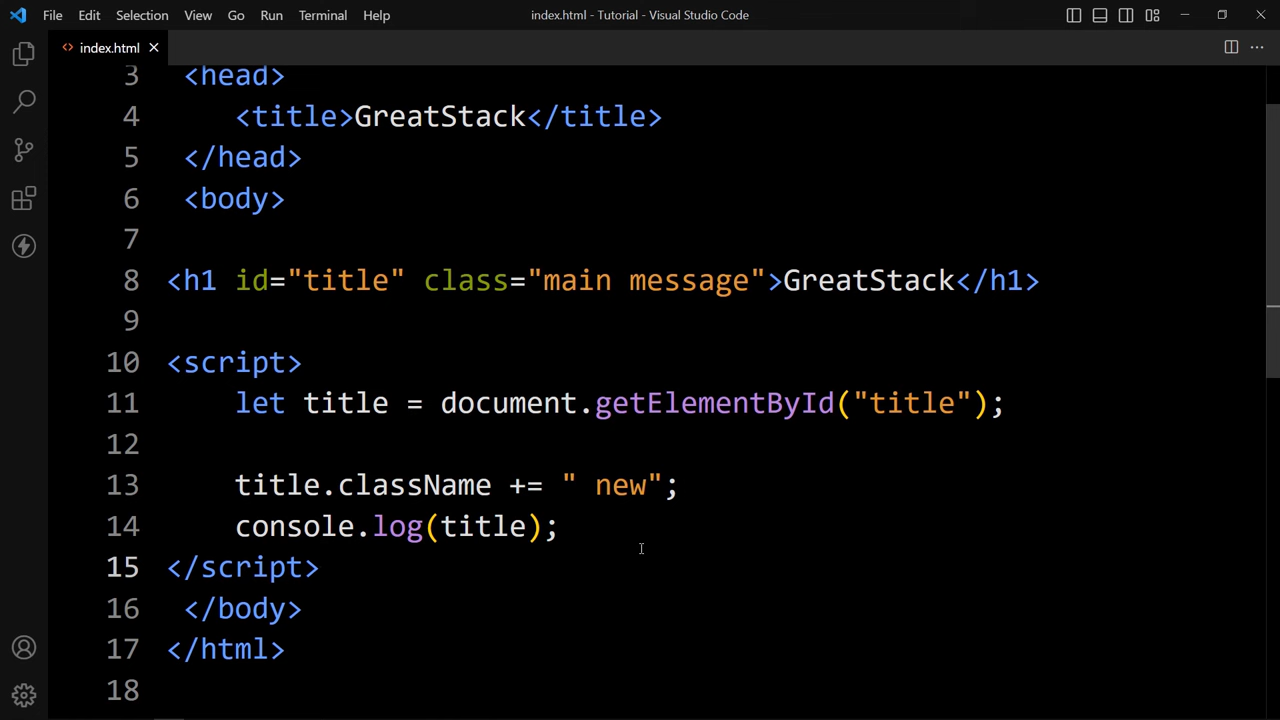 File Edit Selection View Go Run Terminal Help index.html - Tutorial - Visual Studio Code
<> index.html
3 <head>
4 <title>GreatStack</title>
5 </head>
6 <body>
7
8 <h1 id="title" class="main message">GreatStack</h1>
9
10 <script>
11 let title = document.getElementById("title");
12
13 title.className += " new";
14 console.log(title);
15 </script>
16 </body>
17 </html>
18